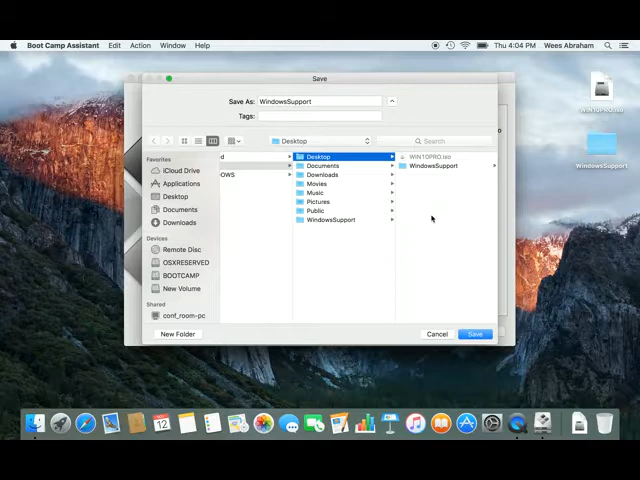 Boot Camp Assistant Edit Action Window Help Thu 4:04 PM Wees Abraham
Save
Save As: WindowsSupport
Tags:
Desktop
Search
Favorites
iCloud Drive
Applications
Desktop
Documents
Downloads
Devices
Remote Disc
OSXRESERVED
BOOTCAMP
New Volume
Shared
conf_room-pc
d
OWS
Desktop
Documents
Downloads
Movies
Music
Pictures
Public
WindowsSupport
WIN10PRO.iso
WindowsSupport
New Folder Cancel Save
WIN10PRO.iso
WindowsSupport
12